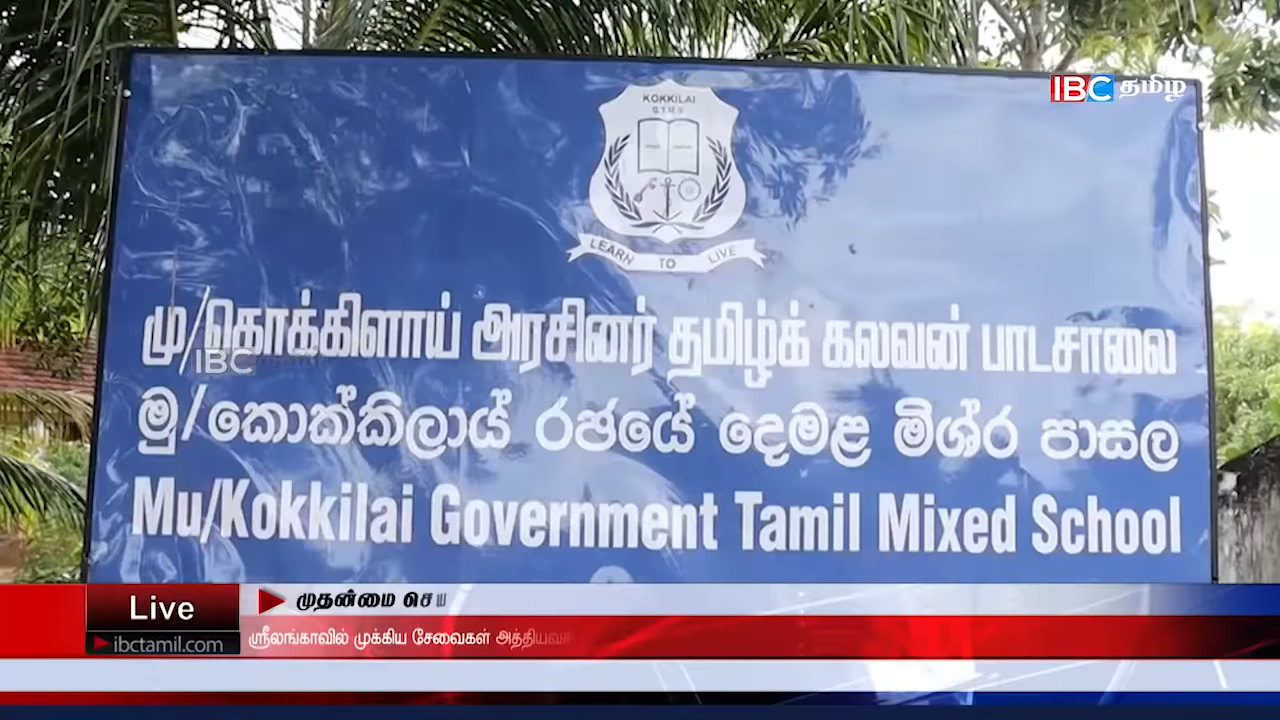 IBC தமிழ்
KOKKILAI
LEARN TO LIVE
மு/கொக்கிளாய் அரசினர் தமிழ்க் கலவன் பாடசாலை
IBC
මු/කොක්කිලාය් රජයේ දෙමළ මිශ්ර පාසල
Mu/Kokkilai Government Tamil Mixed School
Live
முதன்மை செய
ibctamil.com
ஸ்ரீலங்காவில் முக்கிய சேவைகள்